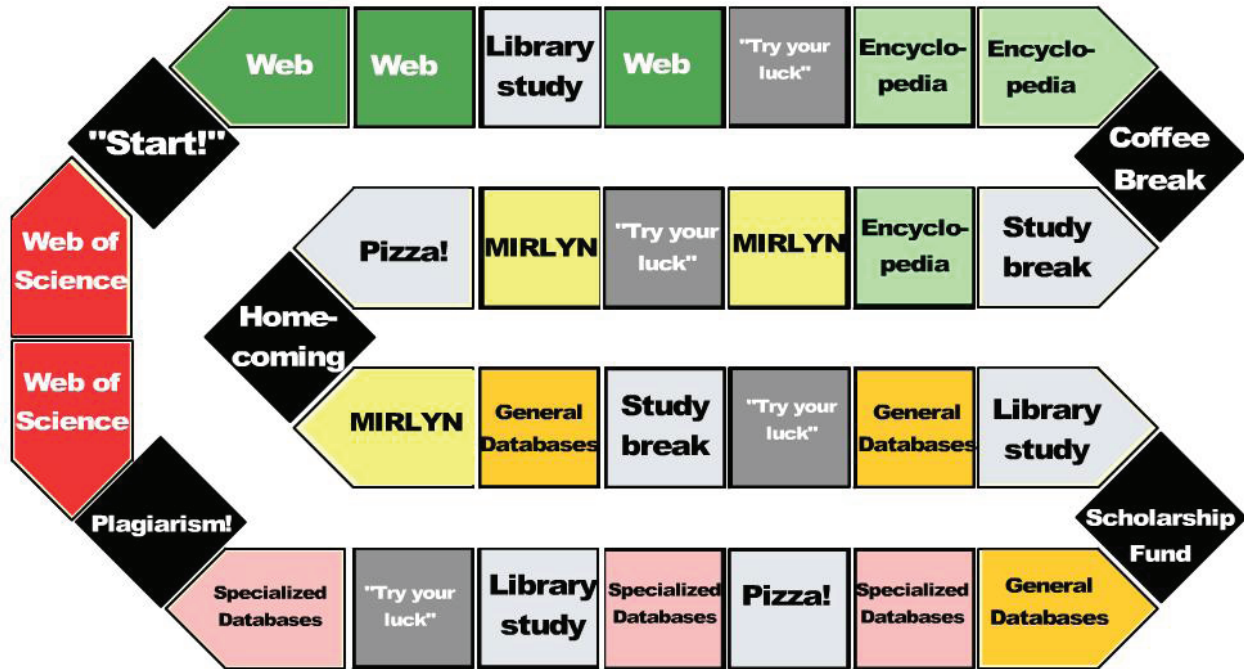 "Start!"
Web
Web
Library
study
Web
"Try your
luck"
Encyclo-
pedia
Encyclo-
pedia
Coffee
Break
Pizza!
MIRLYN
"Try your
luck"
MIRLYN
Encyclo-
pedia
Study
break
Web of
Science
Home-
coming
Web of
Science
MIRLYN
General
Databases
Study
break
"Try your
luck"
General
Databases
Library
study
Plagiarism!
Scholarship
Fund
Specialized
Databases
"Try your
luck"
Library
study
Specialized
Databases
Pizza!
Specialized
Databases
General
Databases